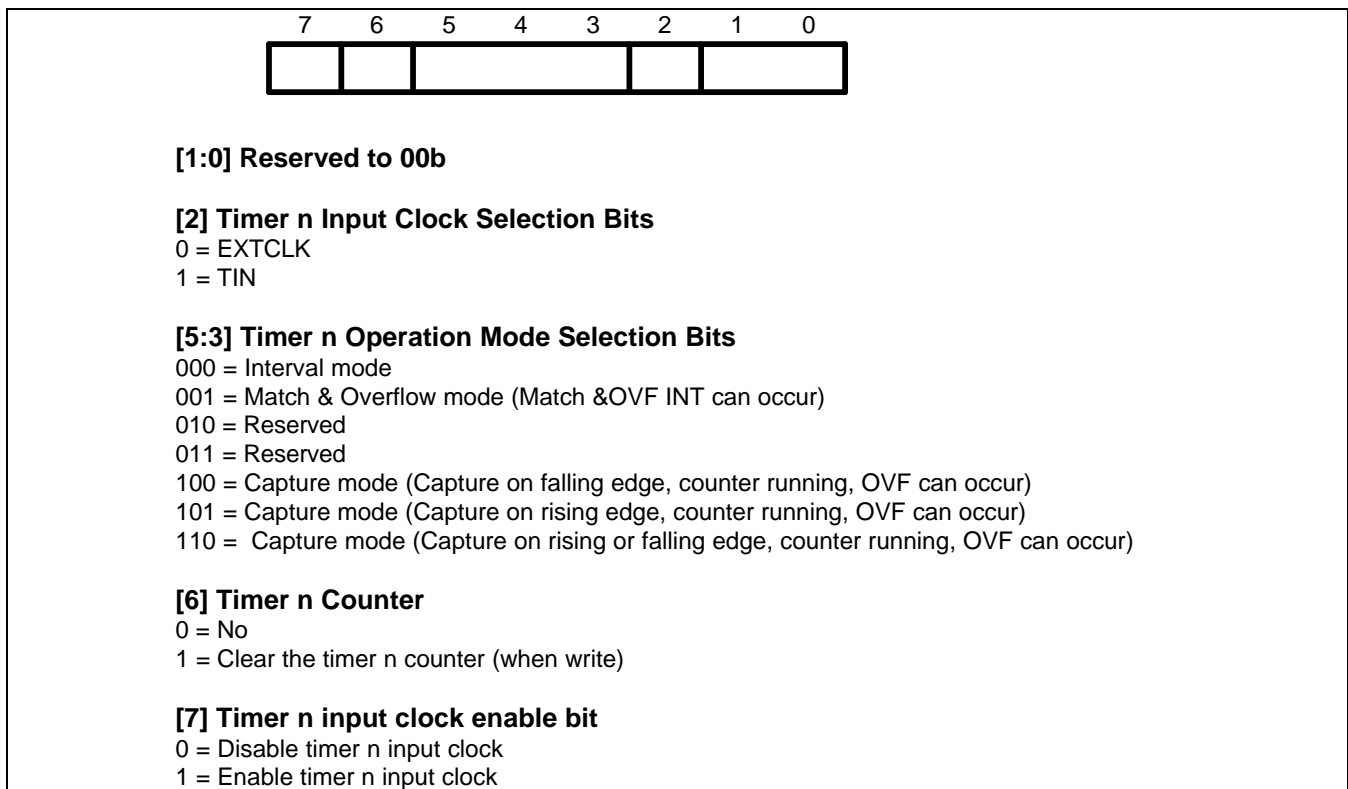 7 6 5 4 3 2 1 0
[1:0] Reserved to 00b
[2] Timer n Input Clock Selection Bits
0 = EXTCLK
1 = TIN
[5:3] Timer n Operation Mode Selection Bits
000 = Interval mode
001 = Match & Overflow mode (Match &OVF INT can occur)
010 = Reserved
011 = Reserved
100 = Capture mode (Capture on falling edge, counter running, OVF can occur)
101 = Capture mode (Capture on rising edge, counter running, OVF can occur)
110 =  Capture mode (Capture on rising or falling edge, counter running, OVF can occur)
[6] Timer n Counter
0 = No
1 = Clear the timer n counter (when write)
[7] Timer n input clock enable bit
0 = Disable timer n input clock
1 = Enable timer n input clock